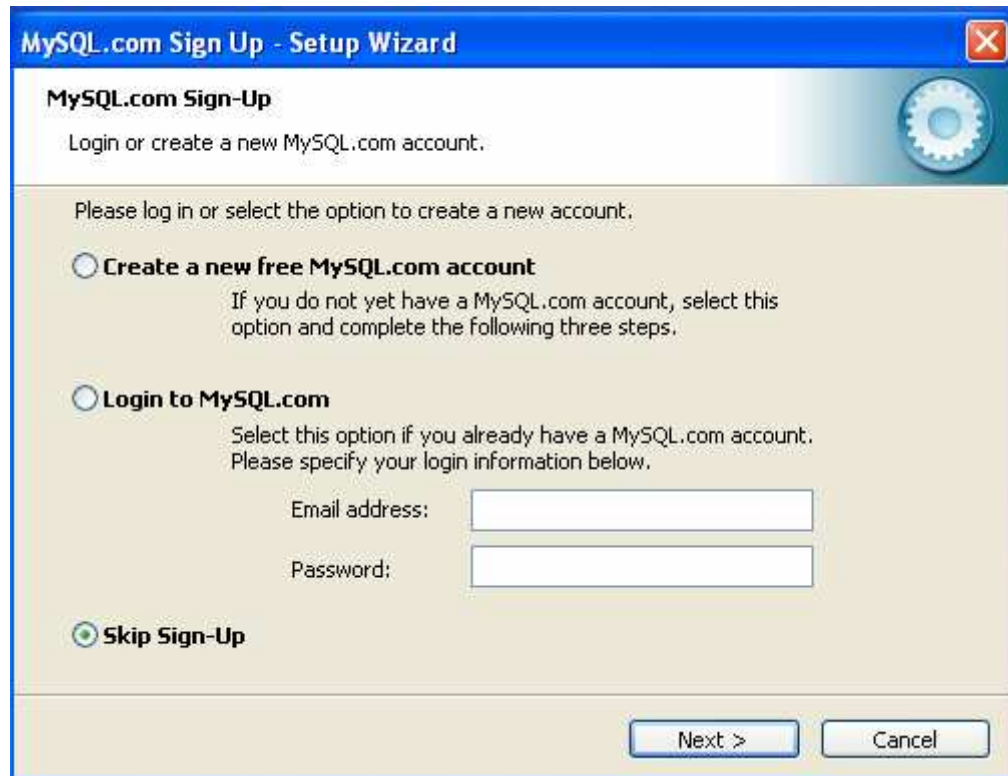 MySQL.com Sign Up - Setup Wizard
MySQL.com Sign-Up
Login or create a new MySQL.com account.
Please log in or select the option to create a new account.
Create a new free MySQL.com account
If you do not yet have a MySQL.com account, select this
option and complete the following three steps.
Login to MySQL.com
Select this option if you already have a MySQL.com account.
Please specify your login information below.
Email address:
Password:
Skip Sign-Up
Next >
Cancel